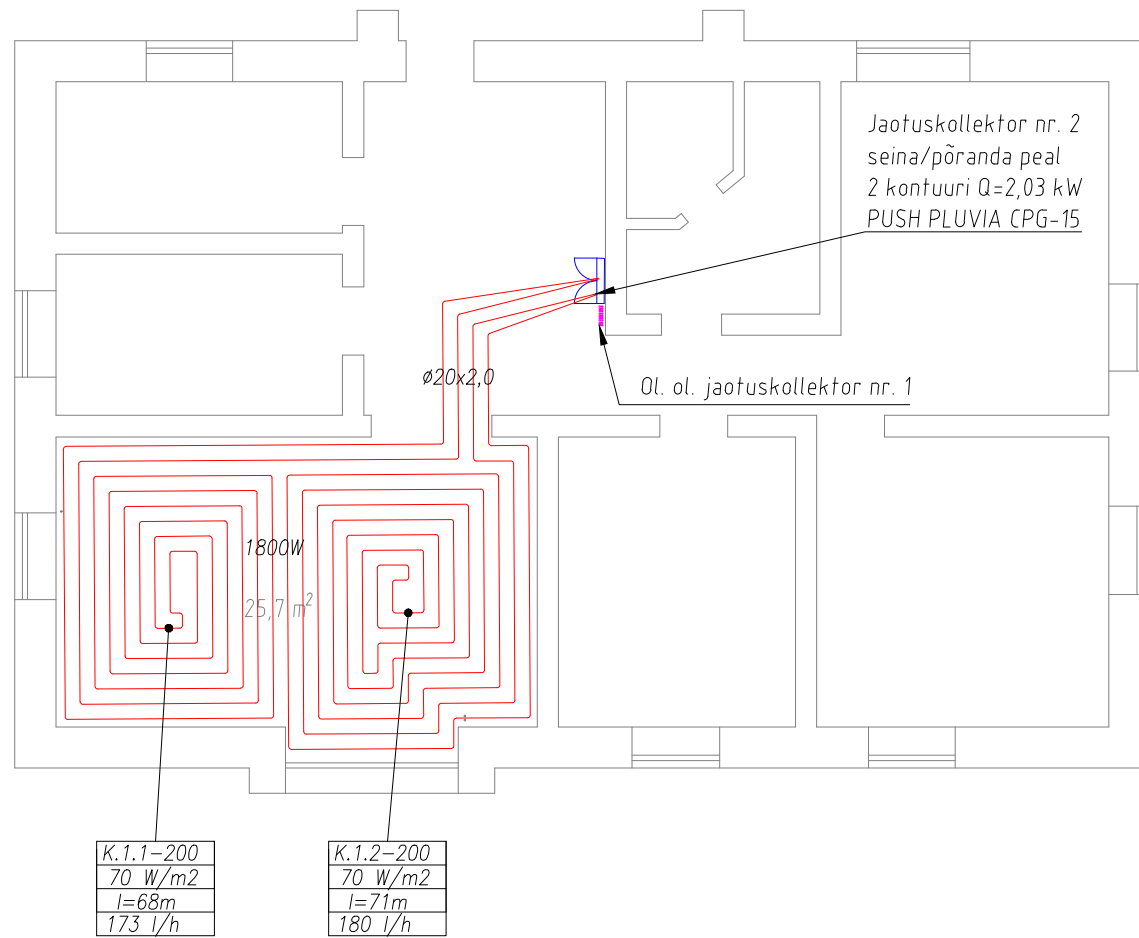 Jaotuskollektor nr. 2
seina/põranda peal
2 kontuuri Q=2,03 kW
PUSH PLUVIA CPG-15
Ol. ol. jaotuskollektor nr. 1
ø20x2,0
1800W
25,7 m²
K.1.1-200
70 W/m2
l=68m
173 l/h
K.1.2-200
70 W/m2
l=71m
180 l/h